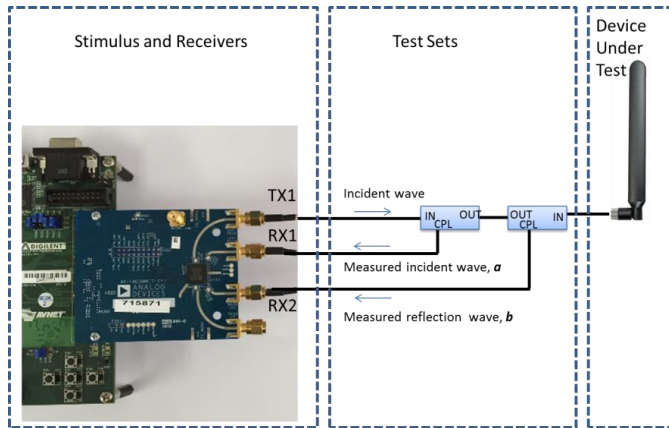 Stimulus and Receivers
Test Sets
Device
Under
Test
TX1
RX1
RX2
Incident wave
IN
OUT
CPL
OUT
IN
CPL
Measured incident wave, a
Measured reflection wave, b
DIGILENT
AVNET
ANALOG
DEVICES
715871